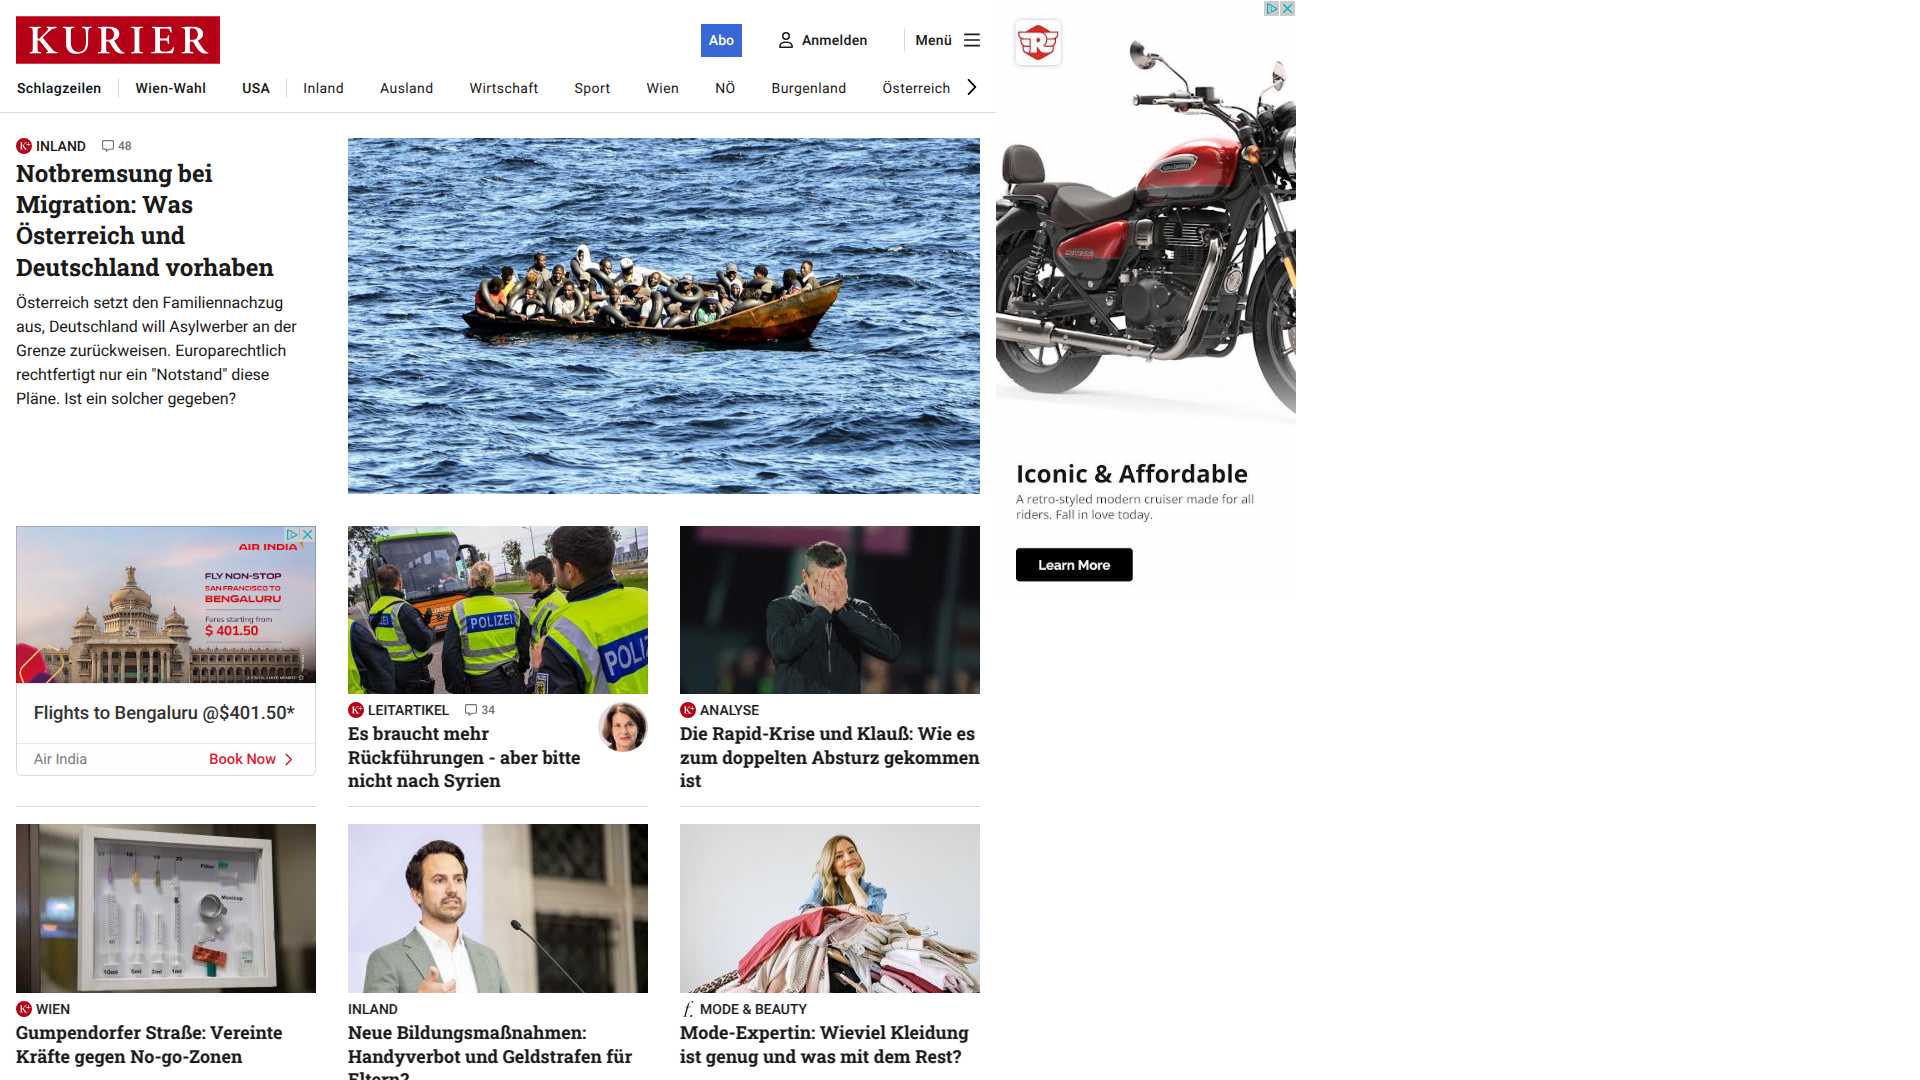 KURIER
Abo
Anmelden
Menü
Schlagzeilen
Wien-Wahl
USA
Inland
Ausland
Wirtschaft
Sport
Wien
NÖ
Burgenland
Österreich
K+ INLAND 48
Notbremsung bei
Migration: Was
Österreich und
Deutschland vorhaben
Österreich setzt den Familiennachzug
aus, Deutschland will Asylwerber an der
Grenze zurückweisen. Europarechtlich
rechtfertigt nur ein "Notstand" diese
Pläne. Ist ein solcher gegeben?
R
Iconic & Affordable
A retro-styled modern cruiser made for all
riders. Fall in love today.
Learn More
AIR INDIA
FLY NON-STOP
SAN FRANCISCO TO
BENGALURU
Fares starting from
$ 401.50
Flights to Bengaluru @$401.50*
Air India
Book Now
POLIZEI
K+ LEITARTIKEL 34
Es braucht mehr
Rückführungen - aber bitte
nicht nach Syrien
K+ ANALYSE
Die Rapid-Krise und Klauß: Wie es
zum doppelten Absturz gekommen
ist
Filter
10ml 5ml 2ml 1ml
K+ WIEN
Gumpendorfer Straße: Vereinte
Kräfte gegen No-go-Zonen
INLAND
Neue Bildungsmaßnahmen:
Handyverbot und Geldstrafen für
Eltern?
f. MODE & BEAUTY
Mode-Expertin: Wieviel Kleidung
ist genug und was mit dem Rest?